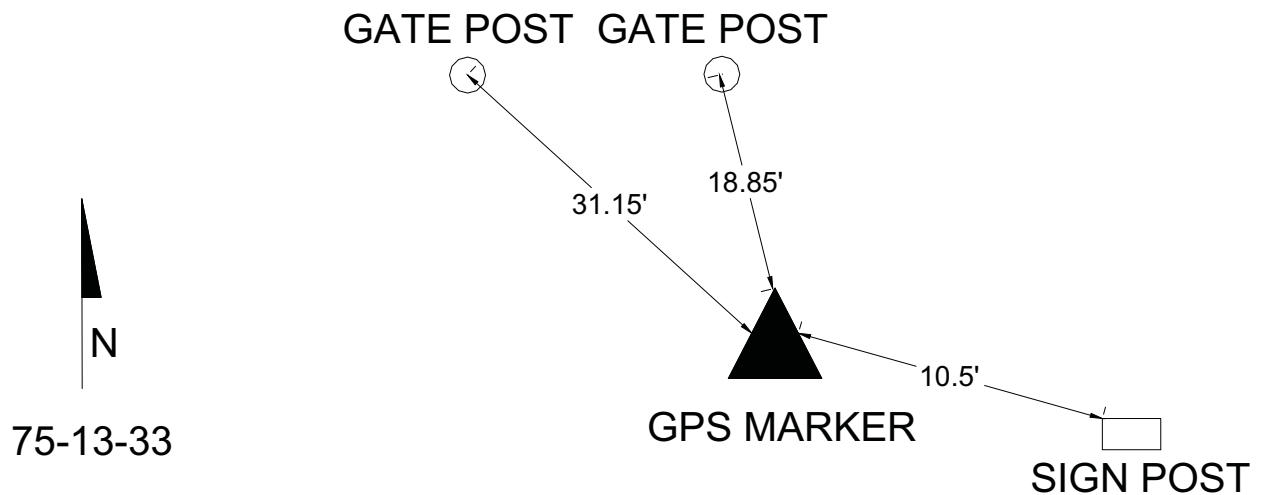 GATE POST GATE POST
18.85'
31.15'
N
10.5'
GPS MARKER
75-13-33
SIGN POST